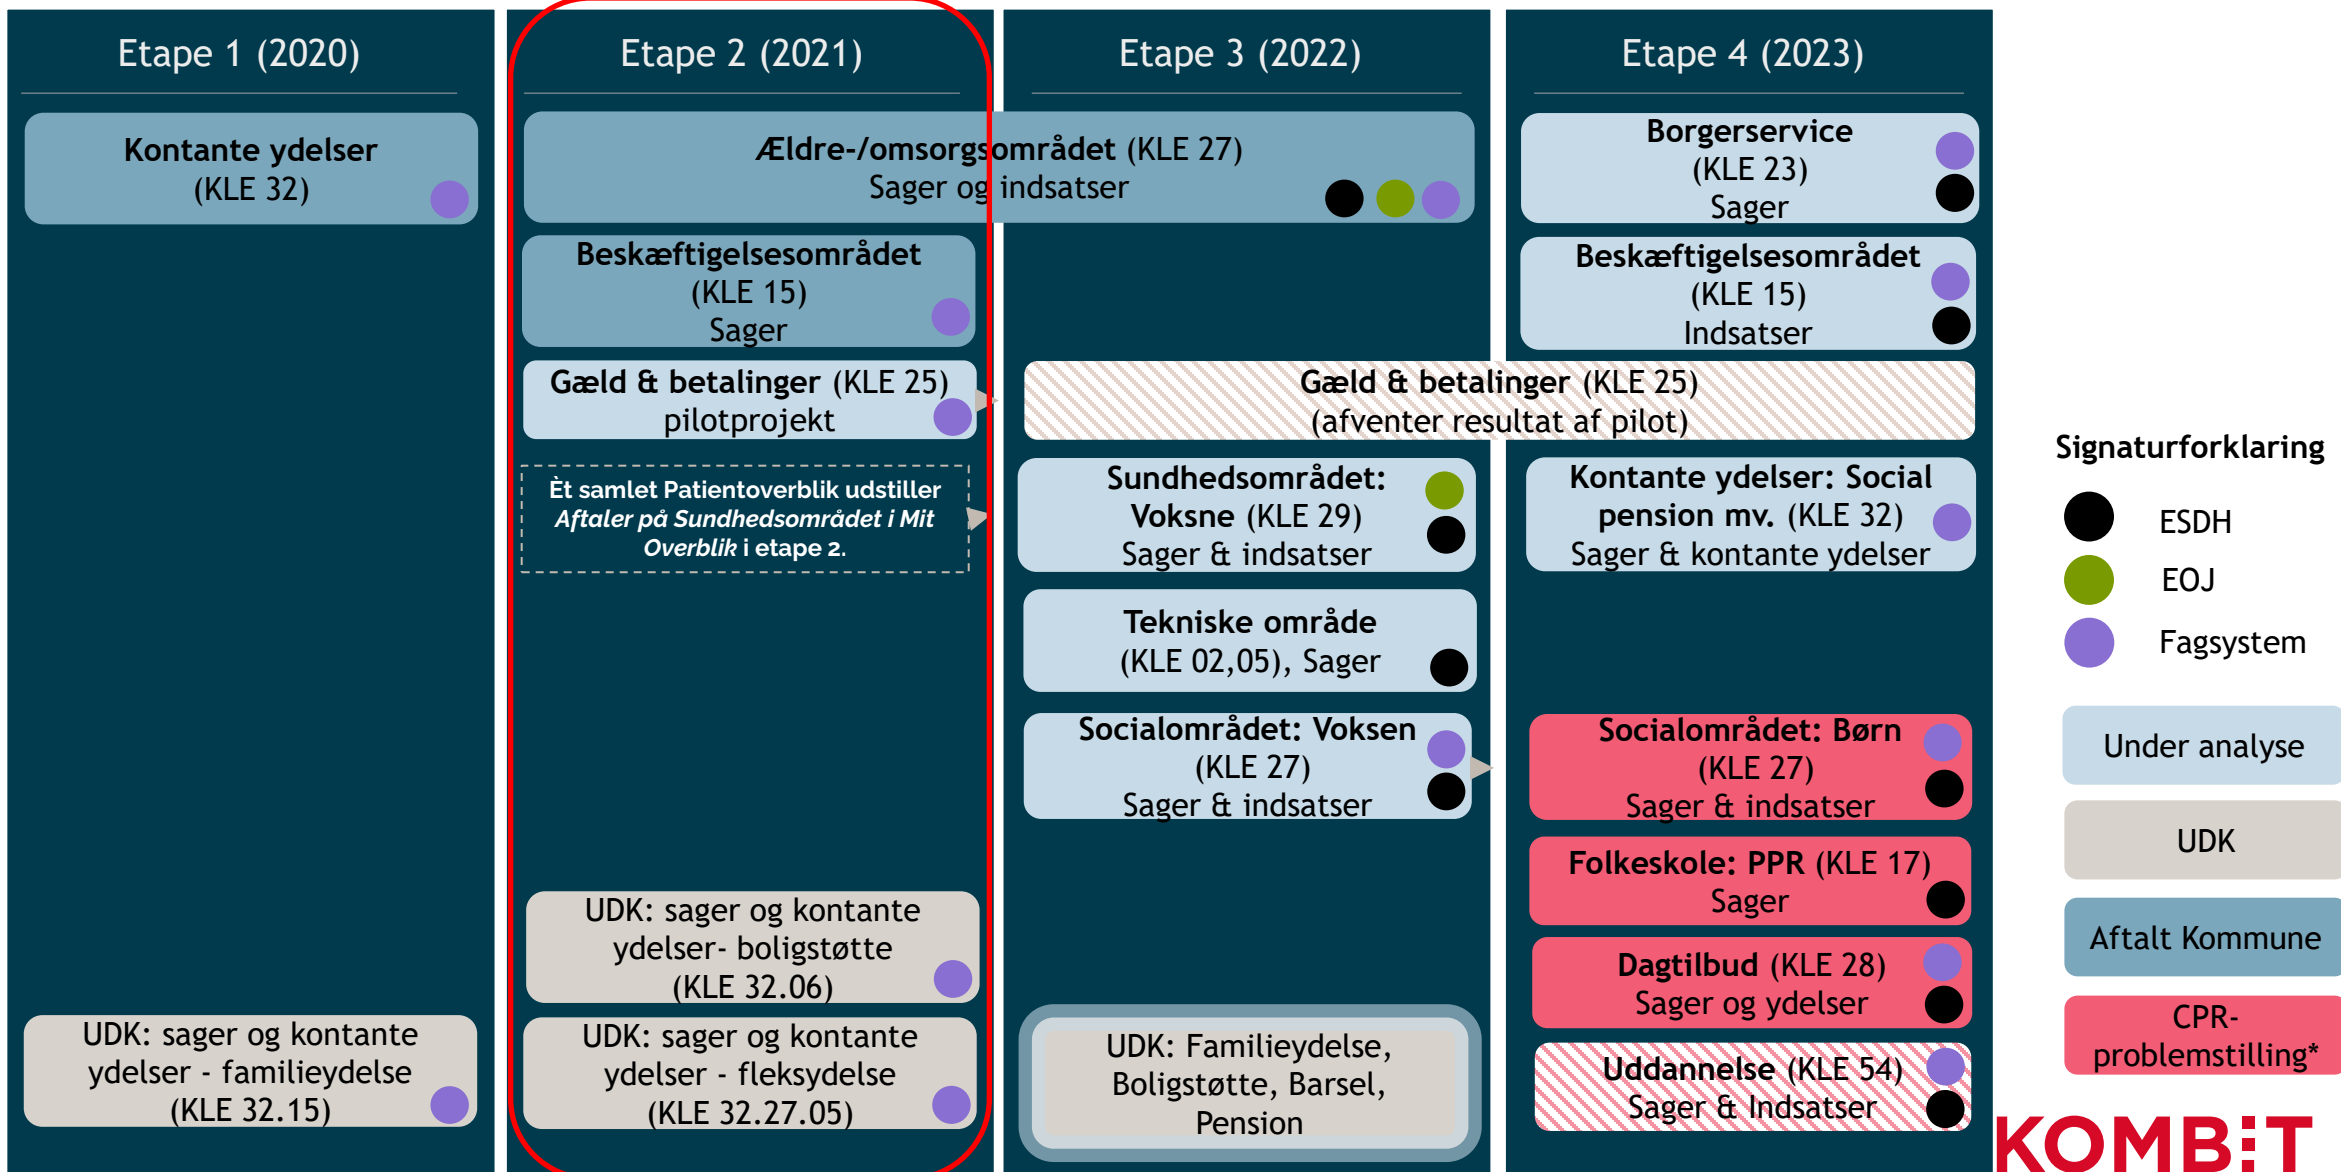 Etape 1 (2020)
Kontante ydelser
(KLE 32)
UDK: sager og kontante
ydelser - familieydelse
(KLE 32.15)
Etape 2 (2021)
Ældre-/omsorgsområdet (KLE 27)
Sager og indsatser
Beskæftigelsesområdet
(KLE 15)
Sager
Gæld & betalinger (KLE 25)
pilotprojekt
Èt samlet Patientoverblik udstiller
Aftaler på Sundhedsområdet i Mit
Overblik i etape 2.
UDK: sager og kontante
ydelser- boligstøtte
(KLE 32.06)
UDK: sager og kontante
ydelser - fleksydelse
(KLE 32.27.05)
Etape 3 (2022)
Gæld & betalinger (KLE 25)
(afventer resultat af pilot)
Sundhedsområdet:
Voksne (KLE 29)
Sager & indsatser
Tekniske område
(KLE 02,05), Sager
Socialområdet: Voksen
(KLE 27)
Sager & indsatser
UDK: Familieydelse,
Boligstøtte, Barsel,
Pension
Etape 4 (2023)
Borgerservice
(KLE 23)
Sager
Beskæftigelsesområdet
(KLE 15)
Indsatser
Kontante ydelser: Social
pension mv. (KLE 32)
Sager & kontante ydelser
Socialområdet: Børn
(KLE 27)
Sager & indsatser
Folkeskole: PPR (KLE 17)
Sager
Dagtilbud (KLE 28)
Sager og ydelser
Uddannelse (KLE 54)
Sager & Indsatser
Signaturforklaring
ESDH
EOJ
Fagsystem
Under analyse
UDK
Aftalt Kommune
CPR-
problemstilling*
KOMBIT